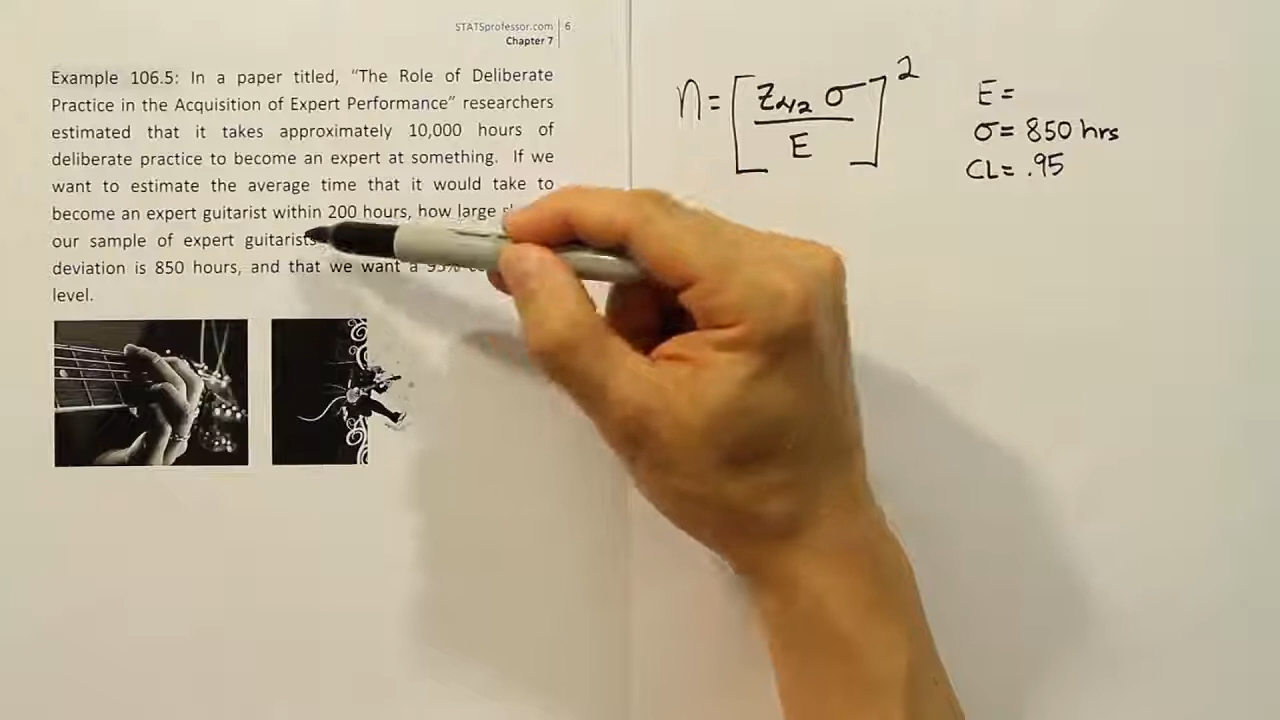 STATSprofessor.com | 6
Chapter 7
Example 106.5: In a paper titled, “The Role of Deliberate
Practice in the Acquisition of Expert Performance” researchers
estimated that it takes approximately 10,000 hours of
deliberate practice to become an expert at something. If we
want to estimate the average time that it would take to
become an expert guitarist within 200 hours, how large
our sample of expert guitarists
deviation is 850 hours, and that we want a 95%
level.
n = [ Zα/2 σ / E ]²
E =
σ = 850 hrs
CL = .95